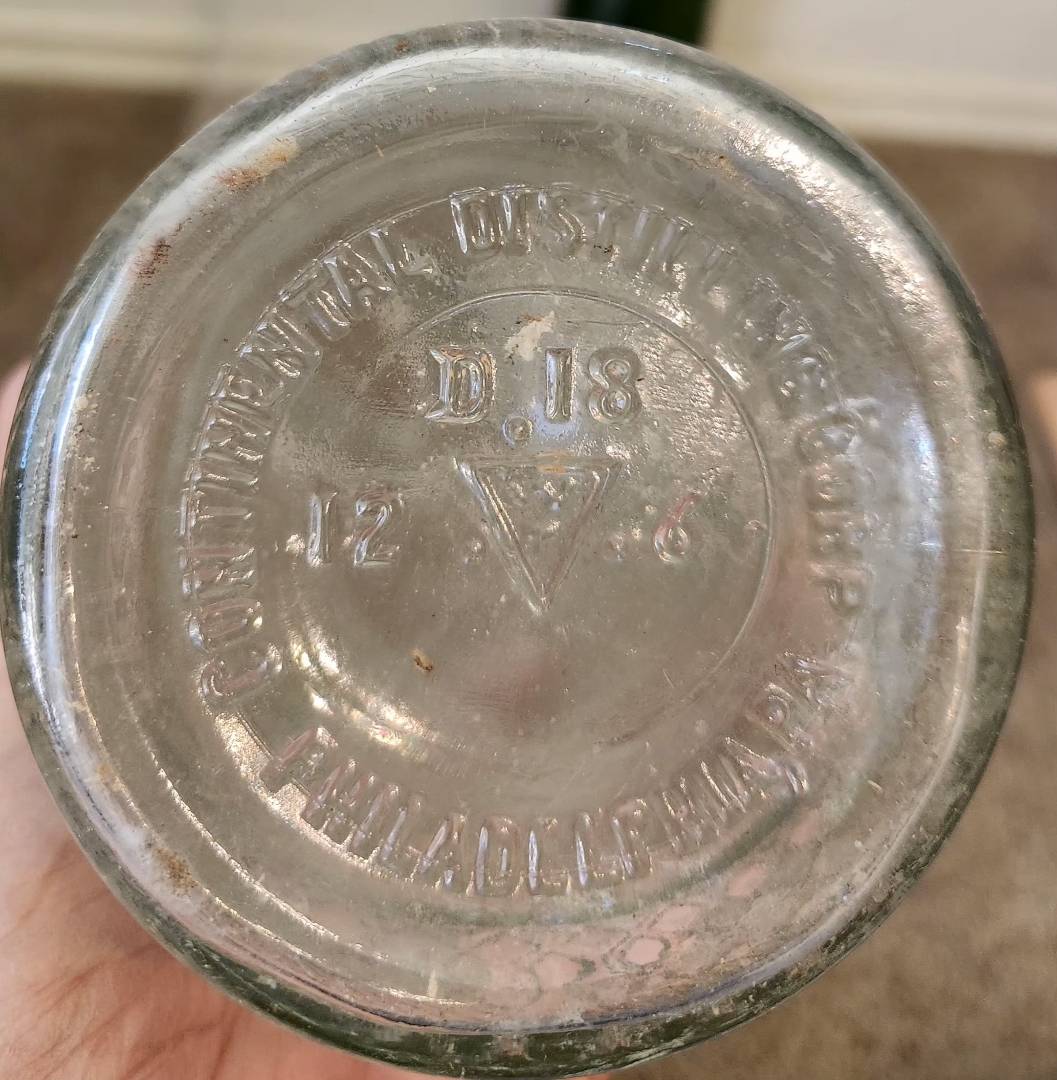 CONTINENTAL DISTILLING CORP
PHILADELPHIA PA
D.18
12 6